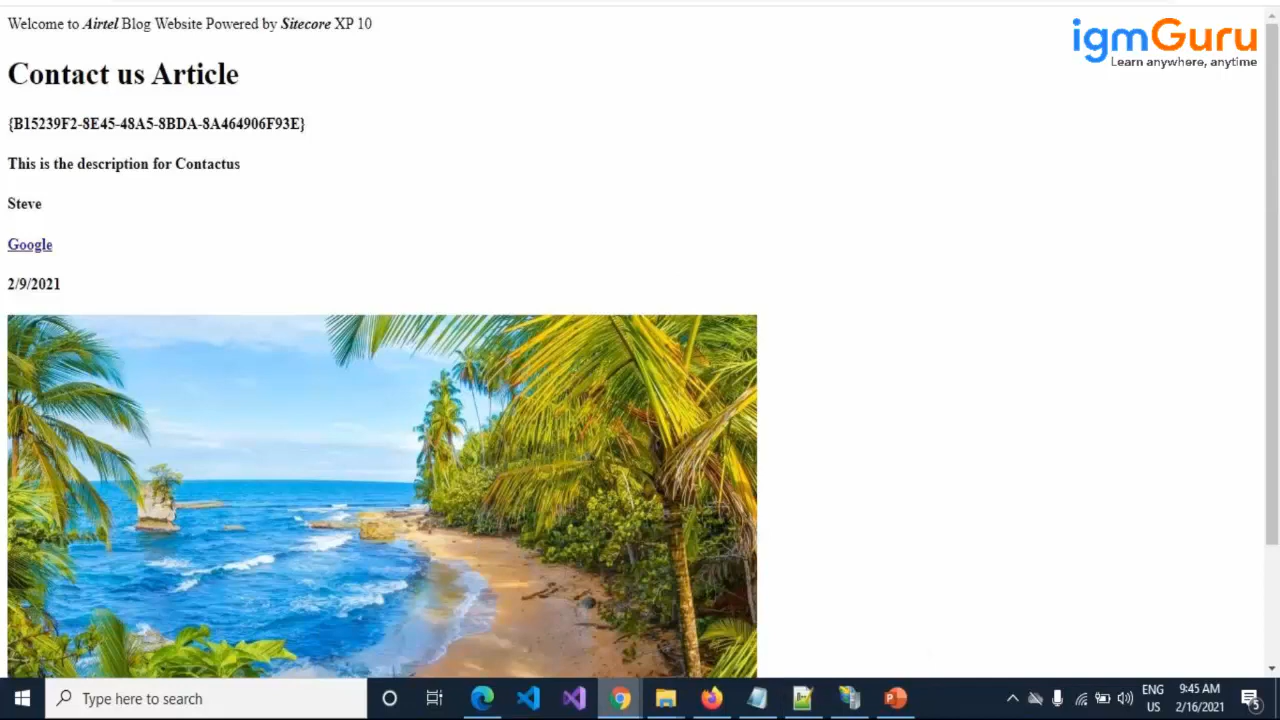 Welcome to Airtel Blog Website Powered by Sitecore XP 10
igmGuru
Learn anywhere, anytime
Contact us Article
{B15239F2-8E45-48A5-8BDA-8A464906F93E}
This is the description for Contactus
Steve
Google
2/9/2021
Type here to search
ENG
US
9:45 AM
2/16/2021
5